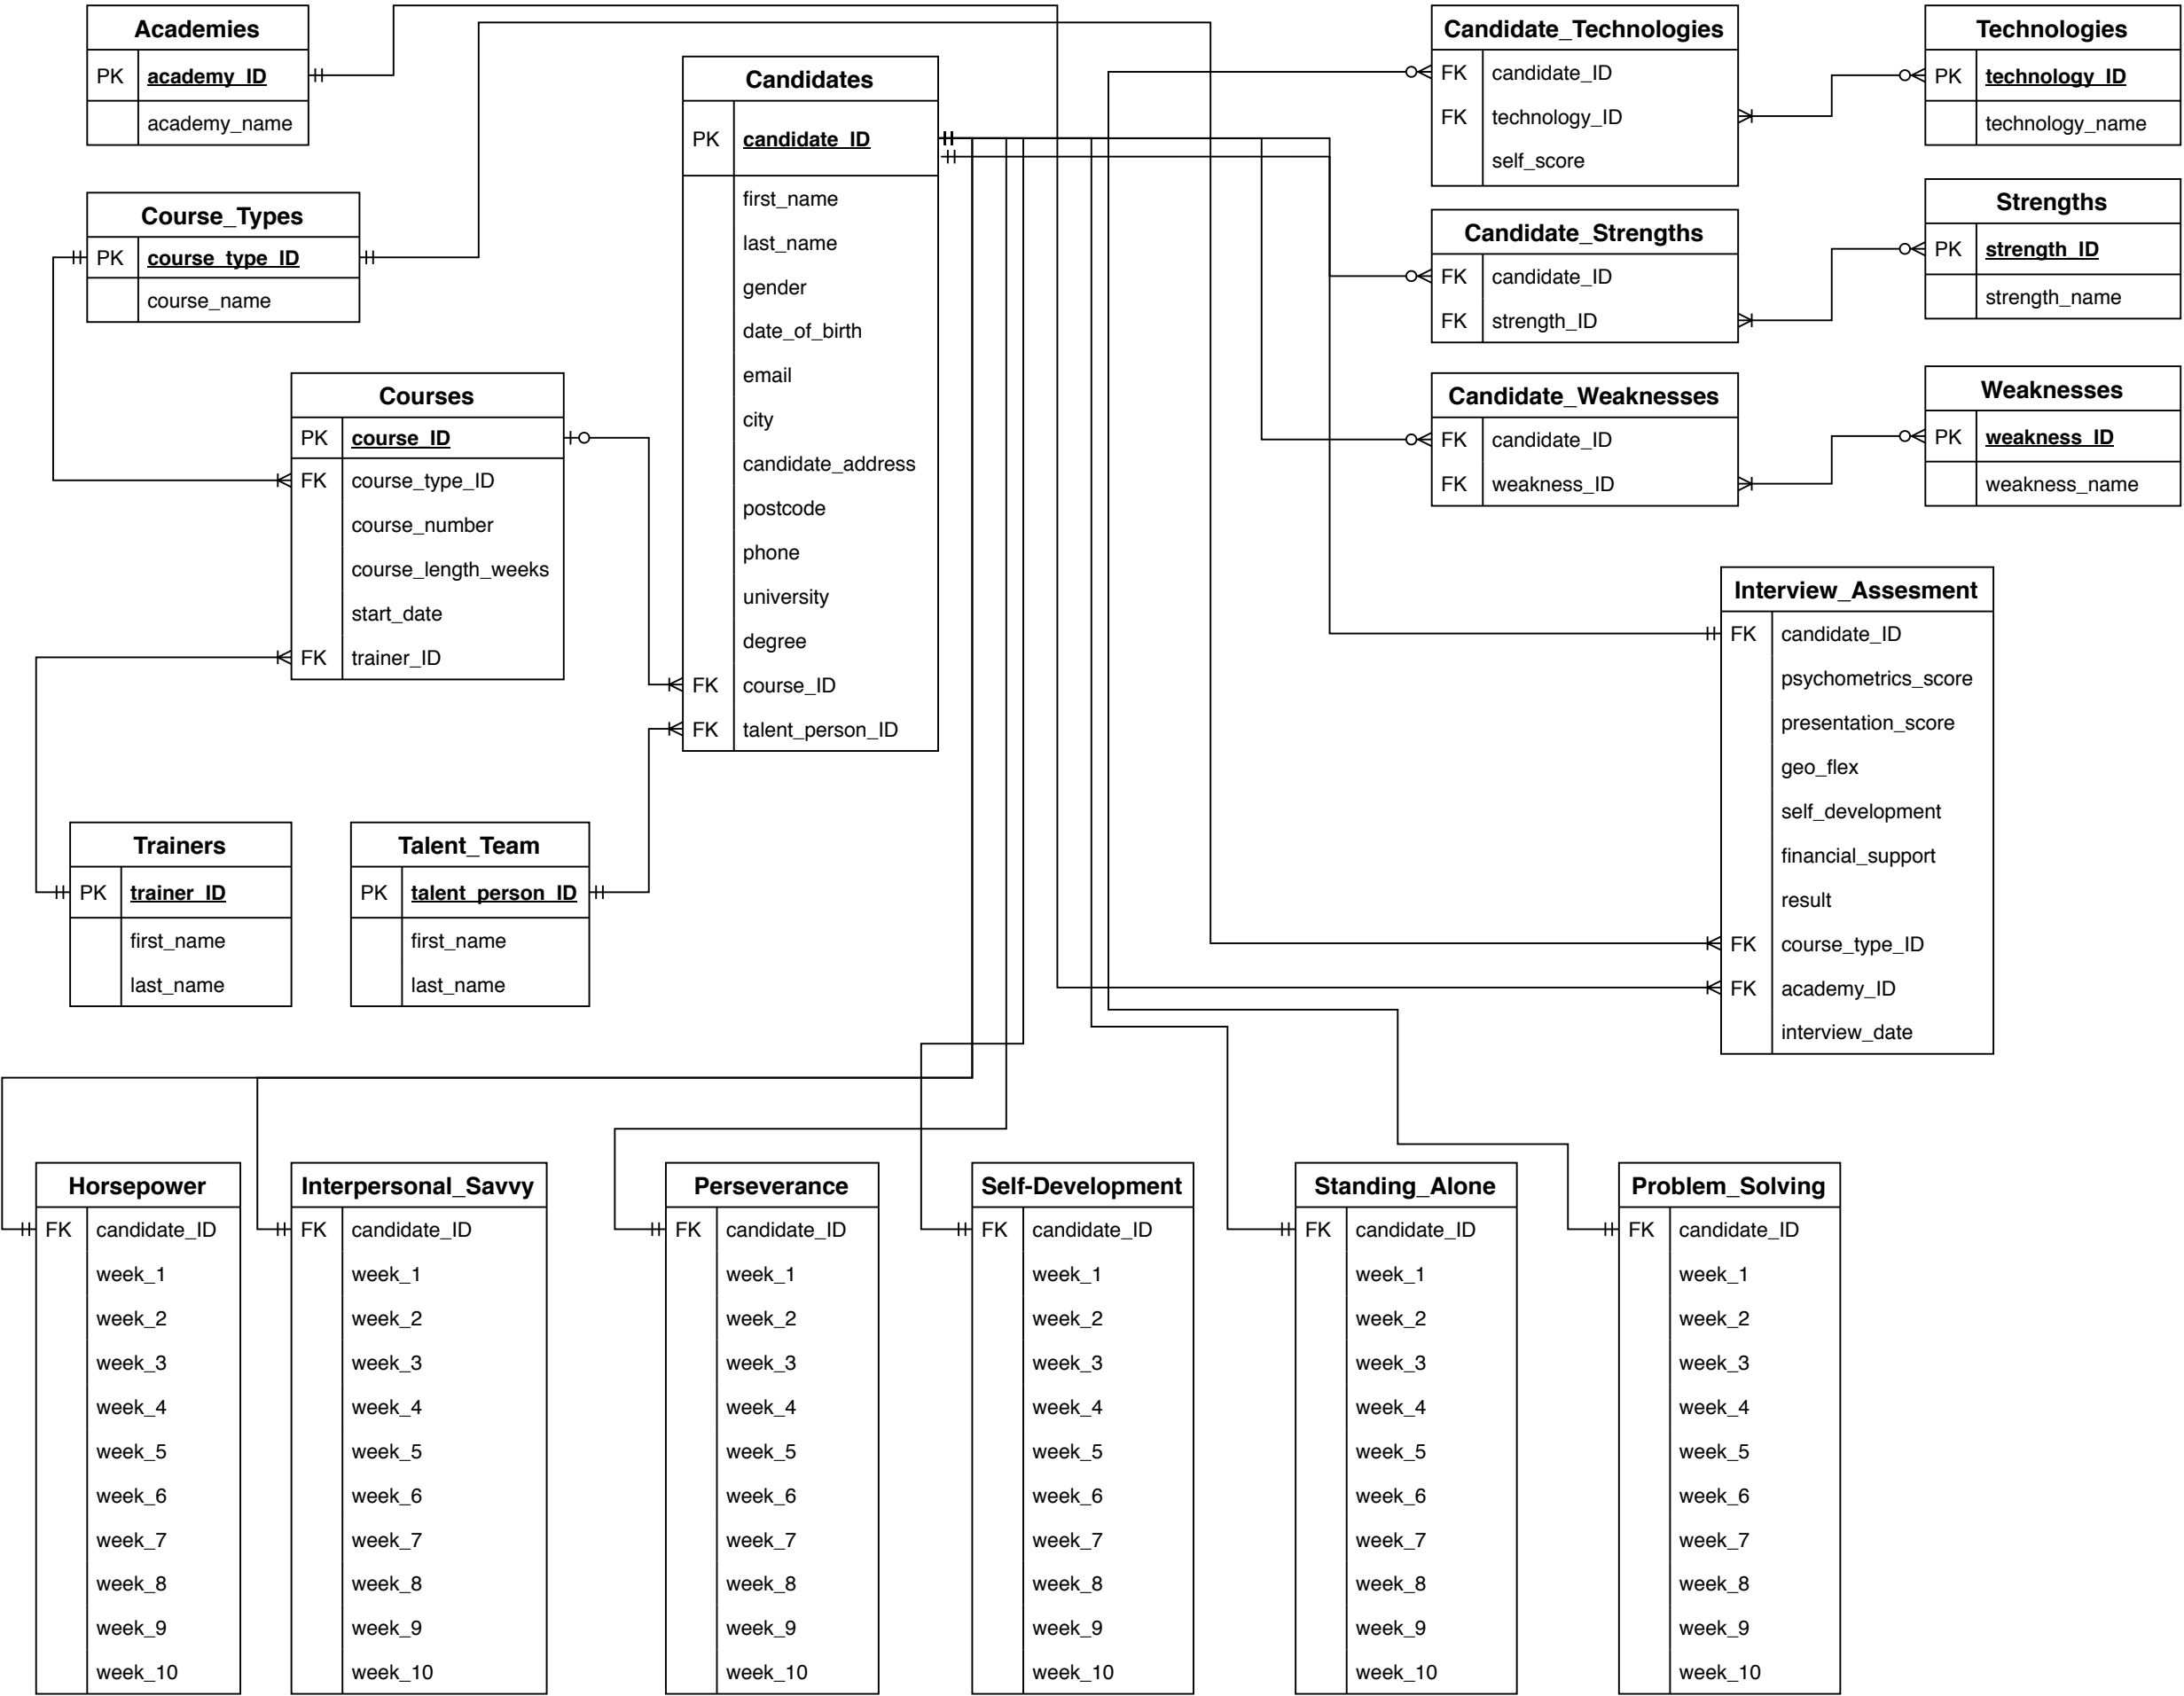 Academies
PK academy_ID
academy_name
Course_Types
PK course_type_ID
course_name
Courses
PK course_ID
FK course_type_ID
course_number
course_length_weeks
start_date
FK trainer_ID
Trainers
PK trainer_ID
first_name
last_name
Talent_Team
PK talent_person_ID
first_name
last_name
Candidates
PK candidate_ID
first_name
last_name
gender
date_of_birth
email
city
candidate_address
postcode
phone
university
degree
FK course_ID
FK talent_person_ID
Candidate_Technologies
FK candidate_ID
FK technology_ID
self_score
Technologies
PK technology_ID
technology_name
Candidate_Strengths
FK candidate_ID
FK strength_ID
Strengths
PK strength_ID
strength_name
Candidate_Weaknesses
FK candidate_ID
FK weakness_ID
Weaknesses
PK weakness_ID
weakness_name
Interview_Assesment
FK candidate_ID
psychometrics_score
presentation_score
geo_flex
self_development
financial_support
result
FK course_type_ID
FK academy_ID
interview_date
Horsepower
FK candidate_ID
week_1
week_2
week_3
week_4
week_5
week_6
week_7
week_8
week_9
week_10
Interpersonal_Savvy
FK candidate_ID
week_1
week_2
week_3
week_4
week_5
week_6
week_7
week_8
week_9
week_10
Perseverance
FK candidate_ID
week_1
week_2
week_3
week_4
week_5
week_6
week_7
week_8
week_9
week_10
Self-Development
FK candidate_ID
week_1
week_2
week_3
week_4
week_5
week_6
week_7
week_8
week_9
week_10
Standing_Alone
FK candidate_ID
week_1
week_2
week_3
week_4
week_5
week_6
week_7
week_8
week_9
week_10
Problem_Solving
FK candidate_ID
week_1
week_2
week_3
week_4
week_5
week_6
week_7
week_8
week_9
week_10